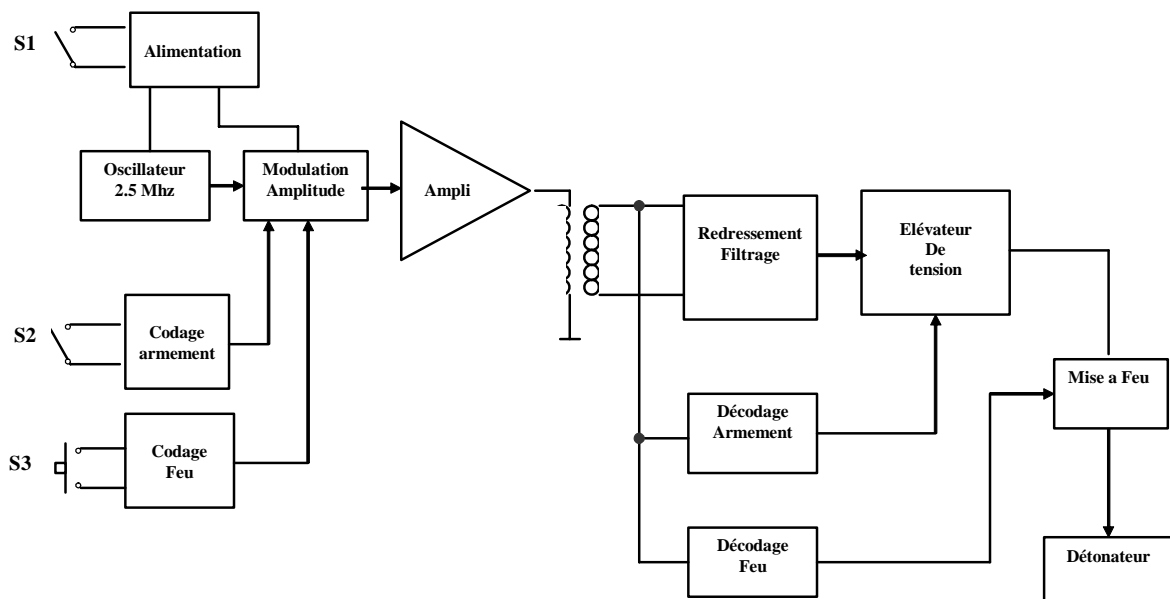 S1
Alimentation
Oscillateur
2.5 Mhz
Modulation
Amplitude
Ampli
Redressement
Filtrage
Elévateur
De
tension
S2
Codage
armement
Mise a Feu
Décodage
Armement
S3
Codage
Feu
Décodage
Feu
Détonateur